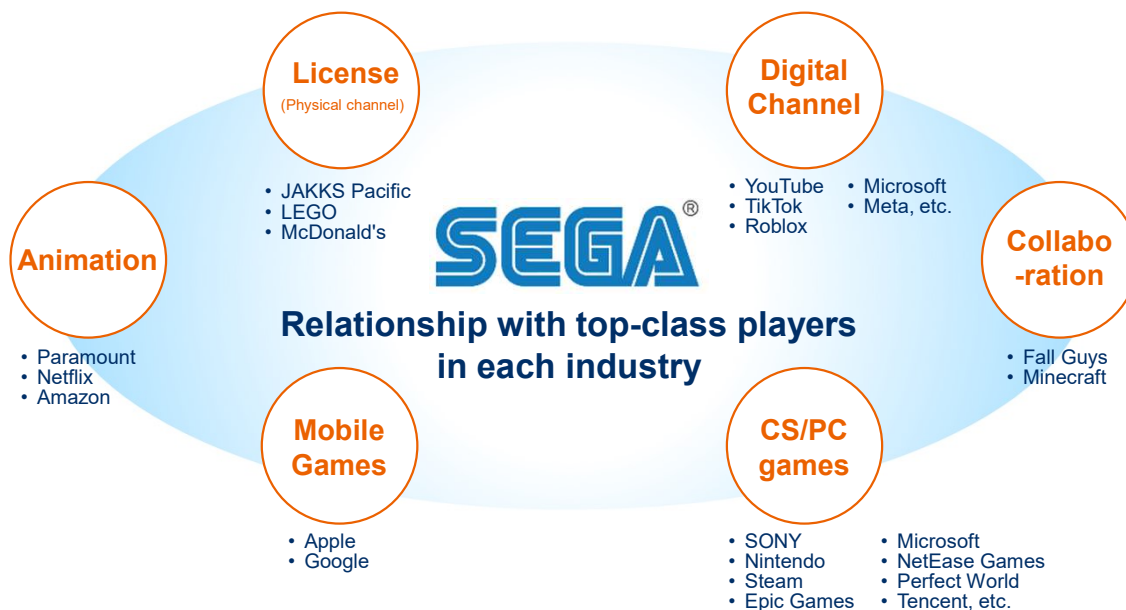 License
(Physical channel)
• JAKKS Pacific
• LEGO
• McDonald's
Digital
Channel
• YouTube
• TikTok
• Roblox
• Microsoft
• Meta, etc.
Animation
• Paramount
• Netflix
• Amazon
SEGA®
Relationship with top-class players
in each industry
Collabo
-ration
• Fall Guys
• Minecraft
Mobile
Games
• Apple
• Google
CS/PC
games
• SONY
• Nintendo
• Steam
• Epic Games
• Microsoft
• NetEase Games
• Perfect World
• Tencent, etc.